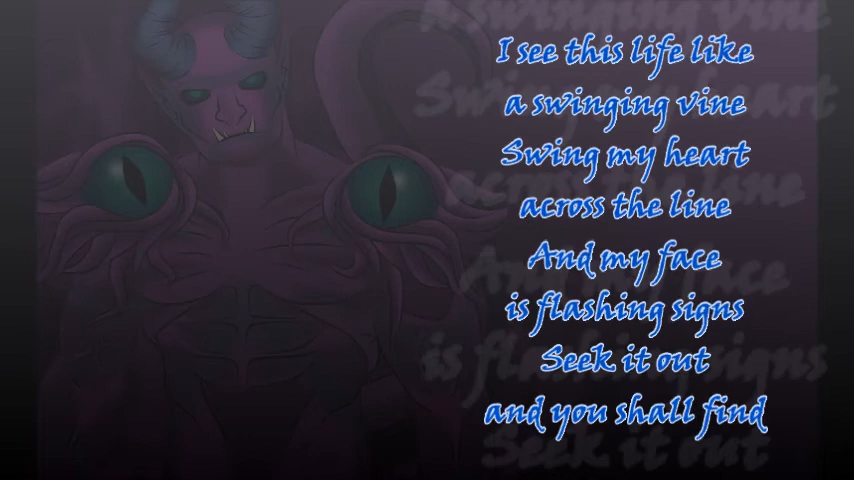 I see this life like
a swinging vine
Swing my heart
across the line
And my face
is flashing signs
Seek it out
and you shall find